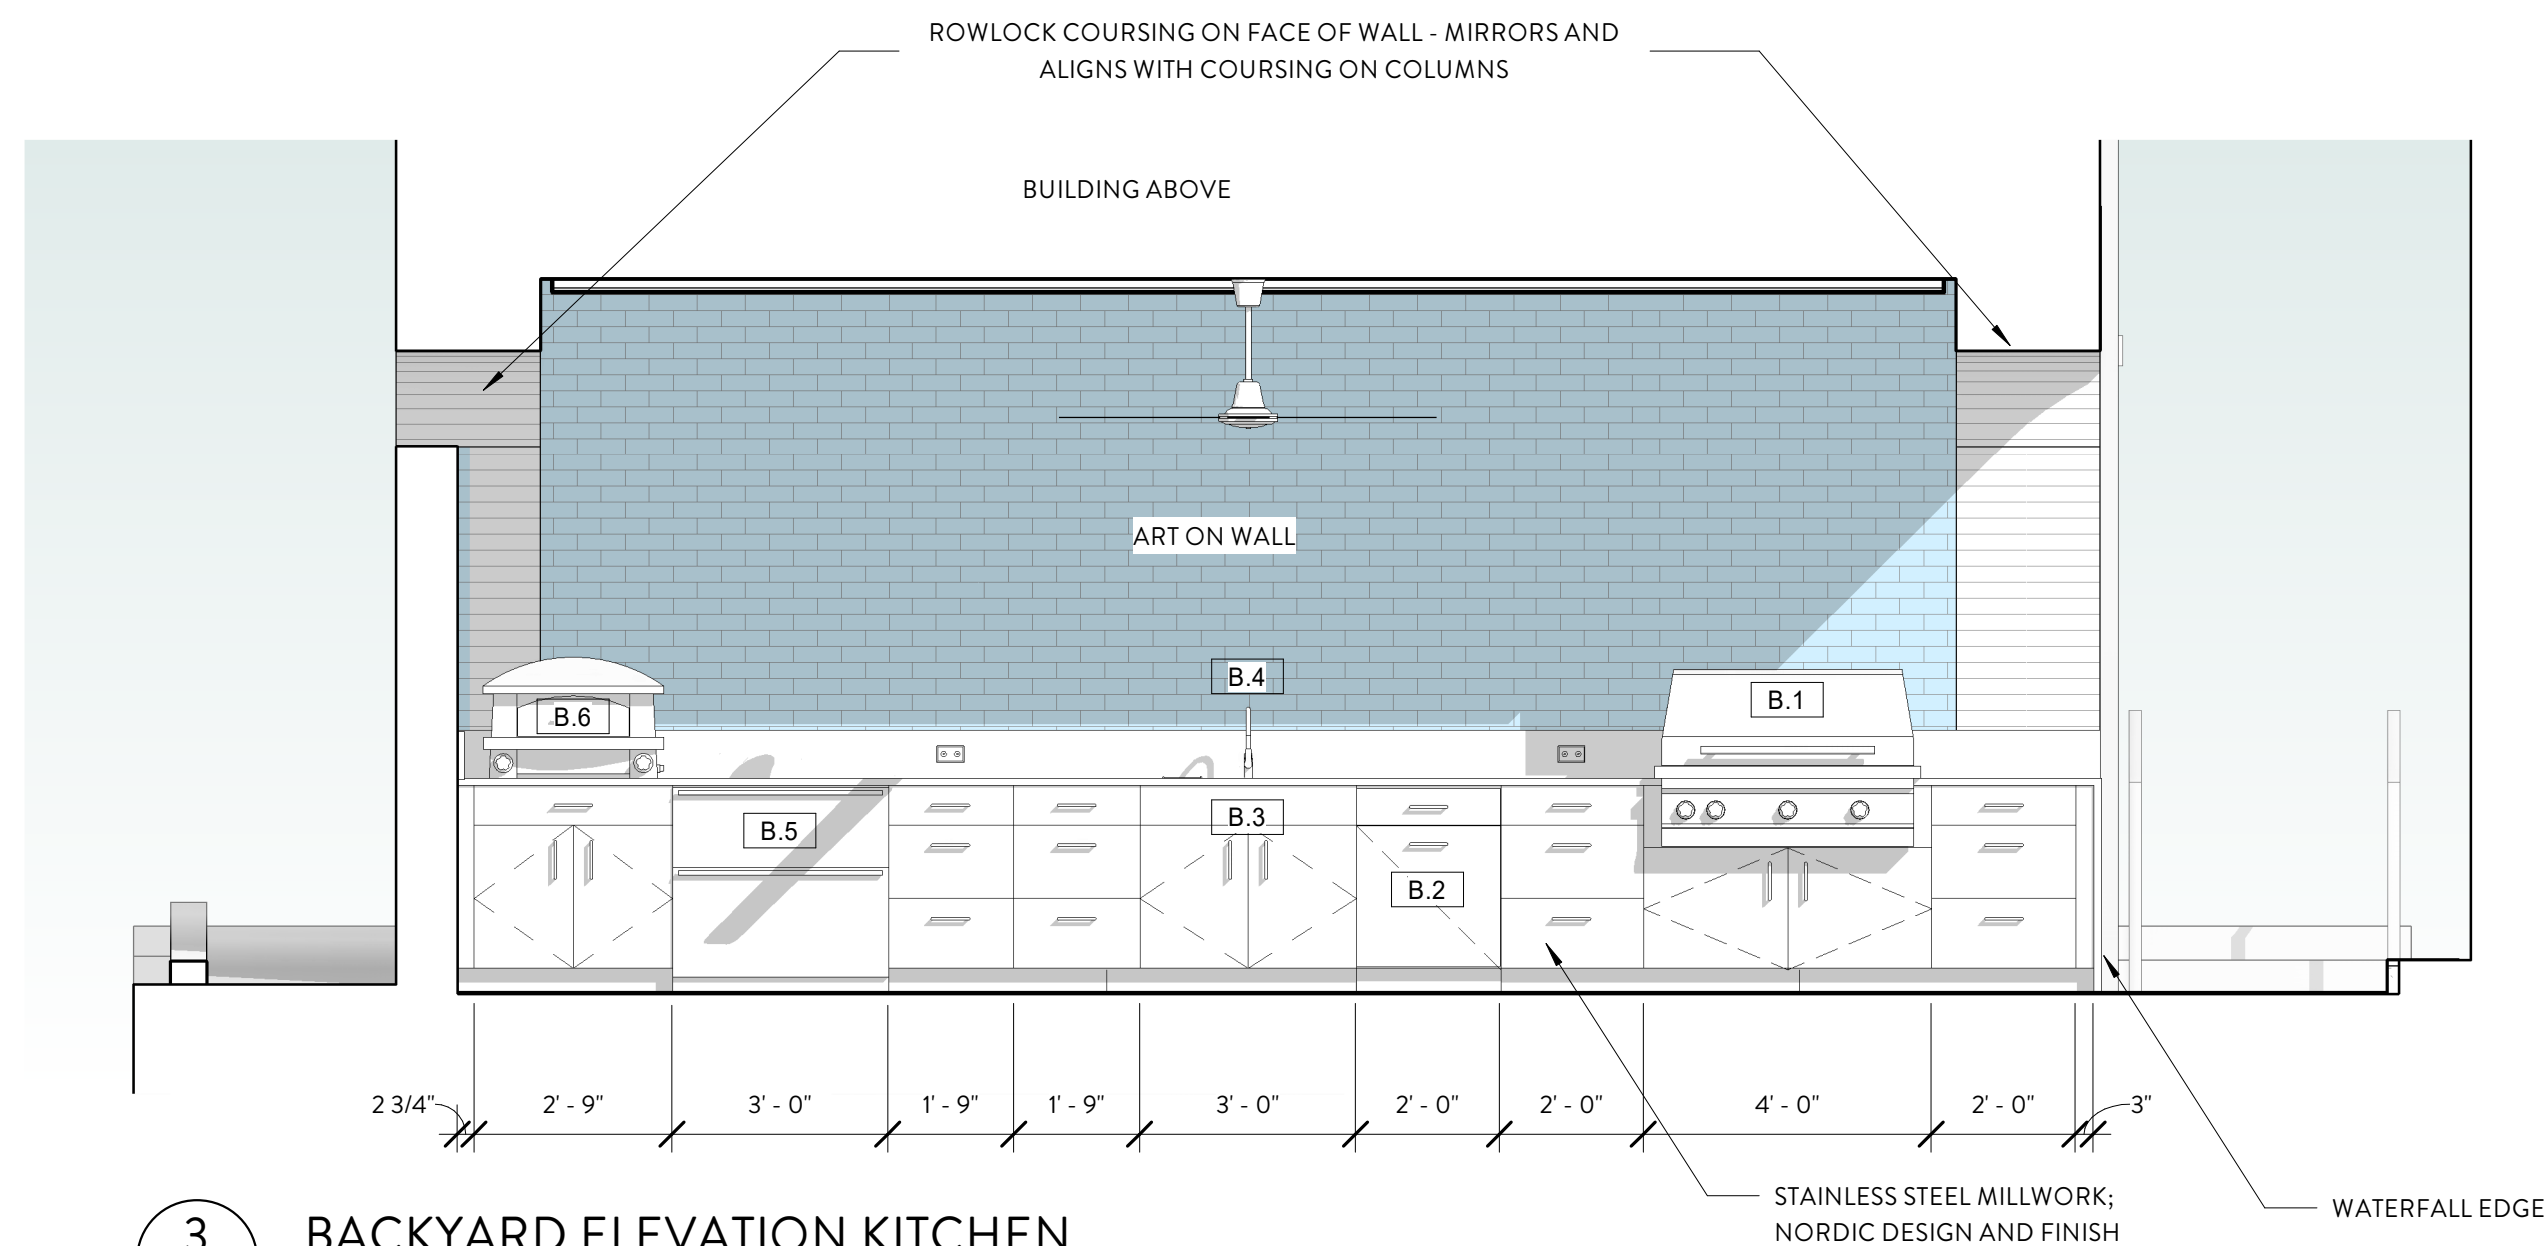 ROWLOCK COURSING ON FACE OF WALL - MIRRORS AND
ALIGNS WITH COURSING ON COLUMNS
BUILDING ABOVE
ART ON WALL
B.4
B.1
B.6
B.3
B.5
B.2
2 3/4"
2' - 9"
3' - 0"
1' - 9"
1' - 9"
3' - 0"
2' - 0"
2' - 0"
4' - 0"
2' - 0"
3"
STAINLESS STEEL MILLWORK;
NORDIC DESIGN AND FINISH
WATERFALL EDGE
3
BACKYARD ELEVATION KITCHEN